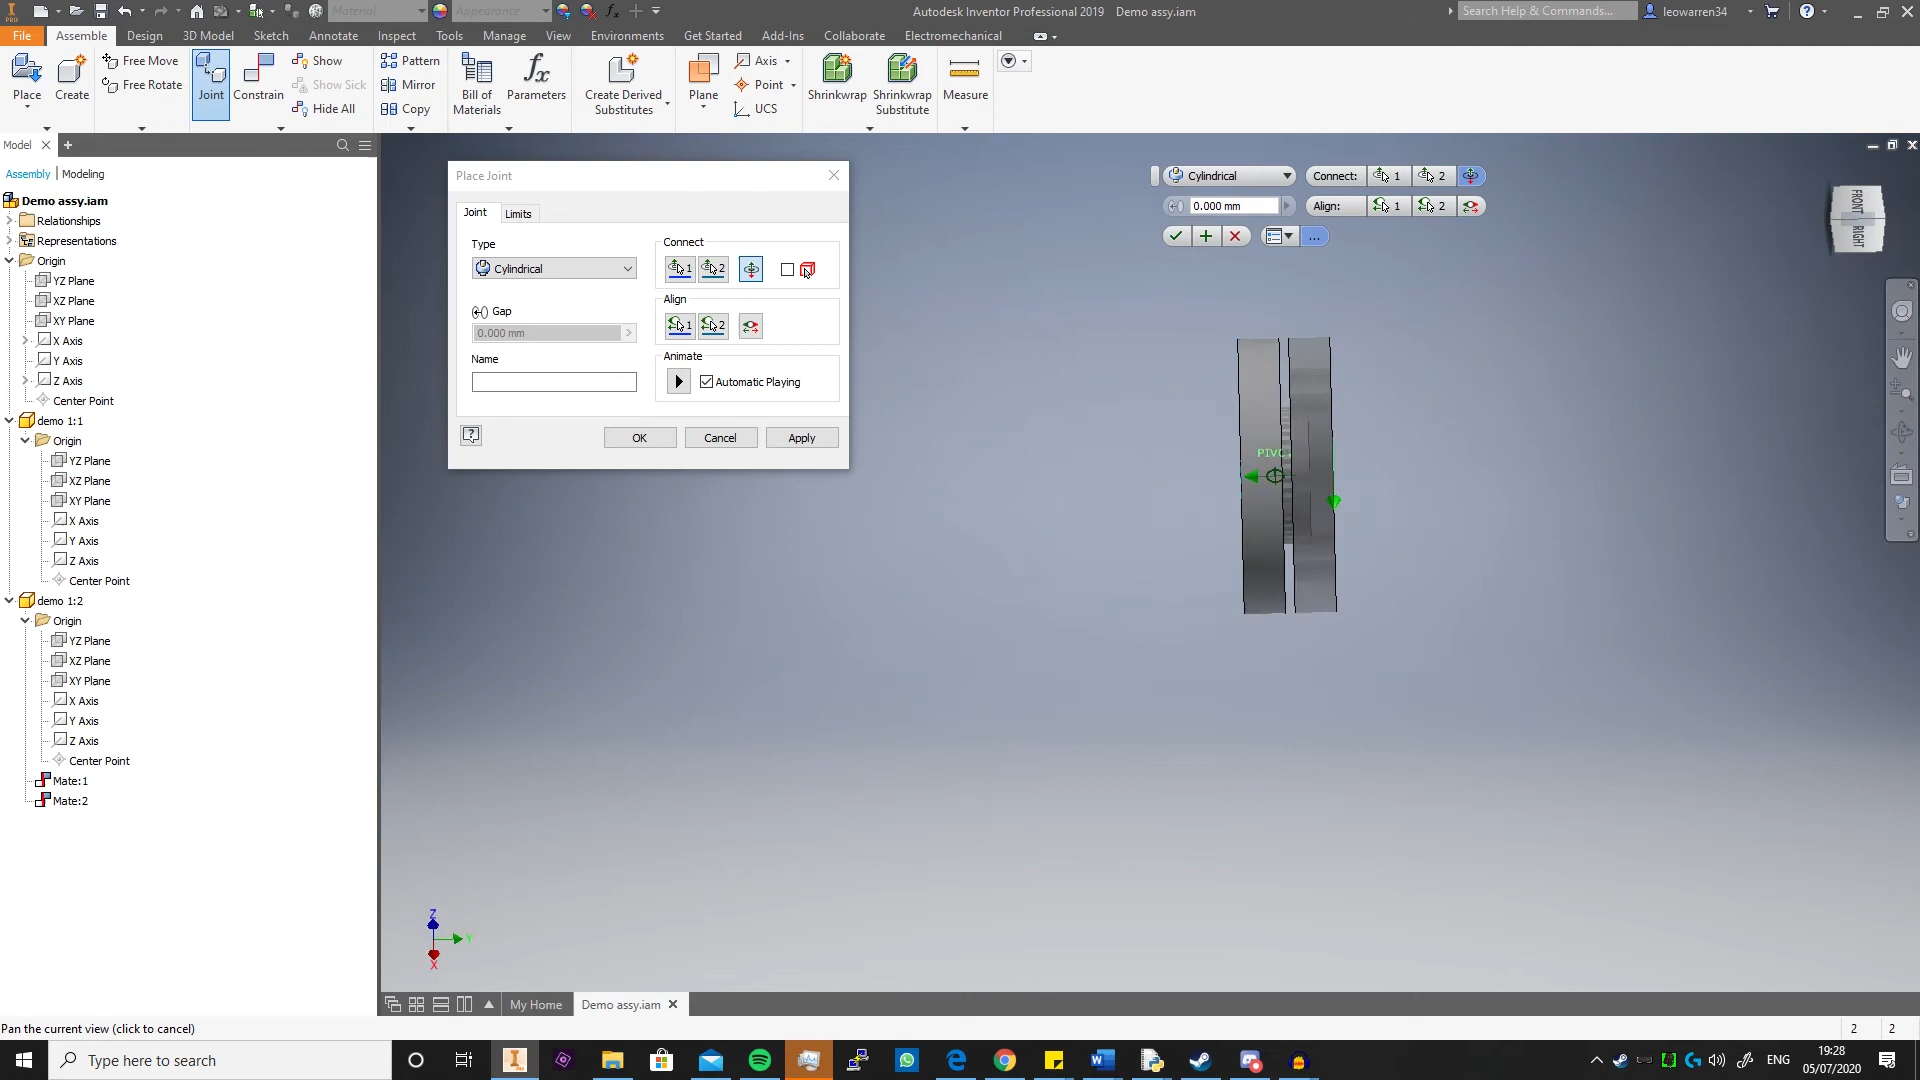 PRO
Material
Appearance
Autodesk Inventor Professional 2019 Demo assy.iam
Search Help & Commands...
leowarren34
File Assemble Design 3D Model Sketch Annotate Inspect Tools Manage View Environments Get Started Add-Ins Collaborate Electromechanical
Place
Create
Free Move
Free Rotate
Joint
Constrain
Show
Show Sick
Hide All
Pattern
Mirror
Copy
Bill of
Materials
fx
Parameters
Create Derived
Substitutes
Plane
Axis
Point
UCS
Shrinkwrap
Shrinkwrap
Substitute
Measure
Model
Assembly Modeling
Demo assy.iam
Relationships
Representations
Origin
YZ Plane
XZ Plane
XY Plane
X Axis
Y Axis
Z Axis
Center Point
demo 1:1
Origin
YZ Plane
XZ Plane
XY Plane
X Axis
Y Axis
Z Axis
Center Point
demo 1:2
Origin
YZ Plane
XZ Plane
XY Plane
X Axis
Y Axis
Z Axis
Center Point
Mate:1
Mate:2
Place Joint
Joint Limits
Type
Cylindrical
Gap
0.000 mm
Name
Connect
1 2
Align
1 2
Animate
Automatic Playing
OK Cancel Apply
Cylindrical Connect: 1 2
0.000 mm Align: 1 2
...
FRONT
RIGHT
Z
Y
X
My Home Demo assy.iam
Pan the current view (click to cancel)
2 2
Type here to search
ENG
19:28
05/07/2020